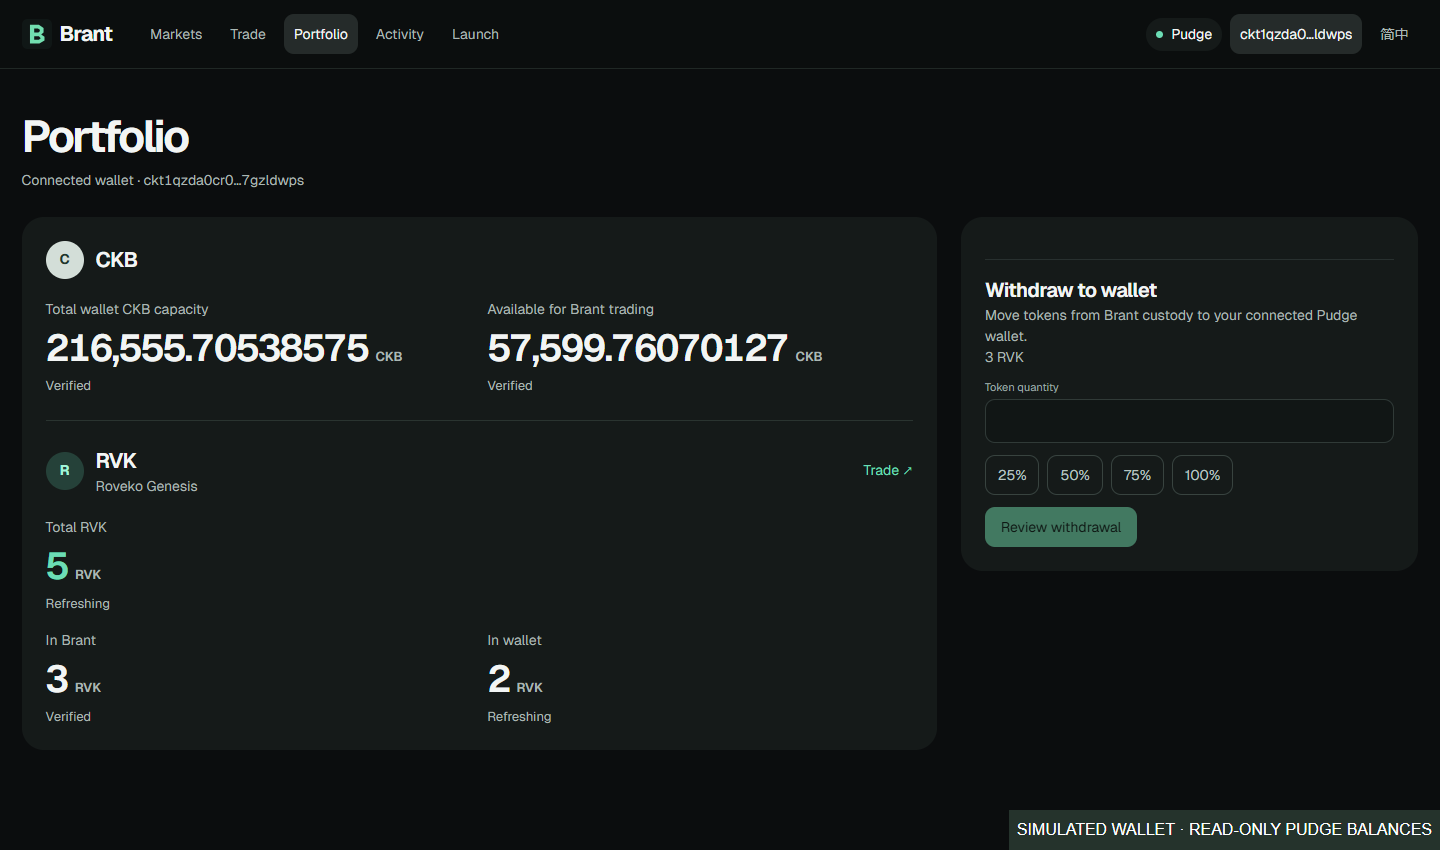 B Brant Markets Trade Portfolio Activity Launch Pudge ckt1qzda0…ldwps 简中
Portfolio
Connected wallet · ckt1qzda0cr0…7gzldwps
C CKB
Total wallet CKB capacity
216,555.70538575 CKB
Verified
Available for Brant trading
57,599.76070127 CKB
Verified
R RVK
Roveko Genesis
Trade ↗
Total RVK
5 RVK
Refreshing
In Brant
3 RVK
Verified
In wallet
2 RVK
Refreshing
Withdraw to wallet
Move tokens from Brant custody to your connected Pudge
wallet.
3 RVK
Token quantity
25% 50% 75% 100%
Review withdrawal
SIMULATED WALLET · READ-ONLY PUDGE BALANCES